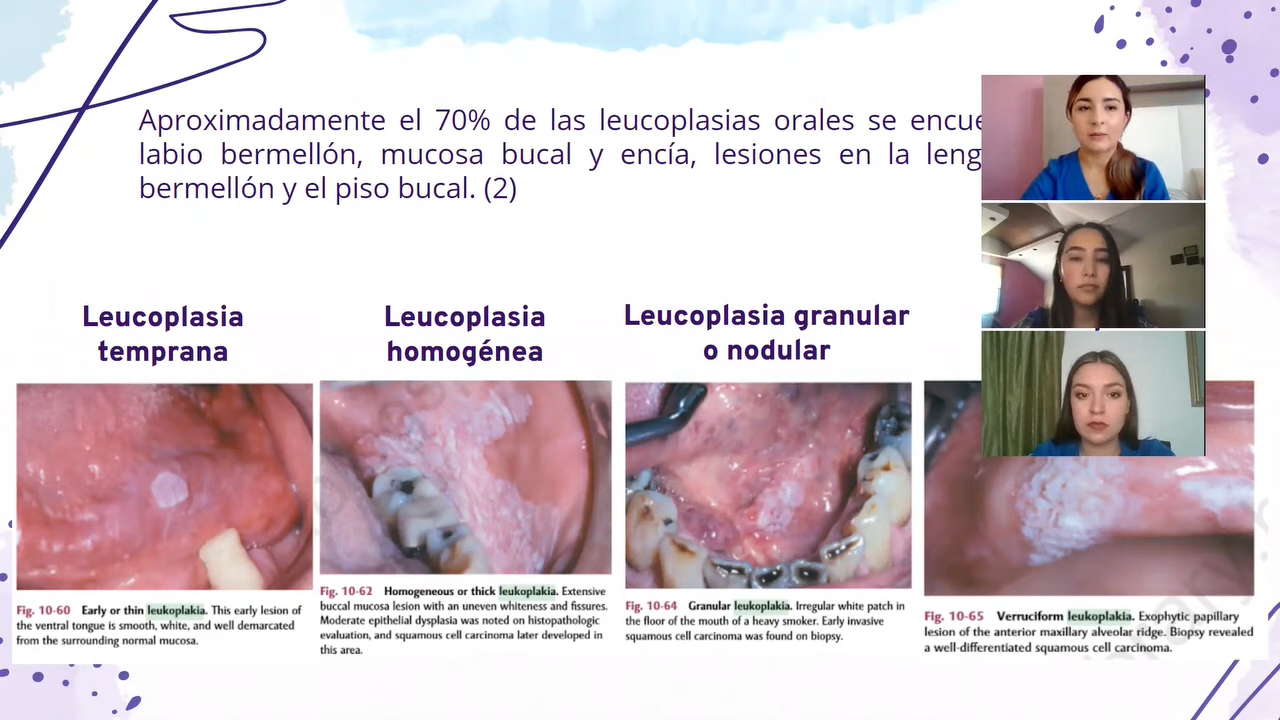 Aproximadamente el 70% de las leucoplasias orales se
labio bermellón, mucosa bucal y encía, lesiones en la
bermellón y el piso bucal. (2)
Leucoplasia
temprana
Leucoplasia
homogénea
Leucoplasia granular
o nodular
Fig. 10-60 Early or thin leukoplakia. This early lesion of
the ventral tongue is smooth, white, and well demarcated
from the surrounding normal mucosa.
Fig. 10-62 Homogeneous or thick leukoplakia. Extensive
buccal mucosa lesion with an uneven whiteness and fissures.
Moderate epithelial dysplasia was noted on histopathologic
evaluation, and squamous cell carcinoma later developed in
this area.
Fig. 10-64 Granular leukoplakia. Irregular white patch in
the floor of the mouth of a heavy smoker. Early invasive
squamous cell carcinoma was found on biopsy.
Fig. 10-65 Verruciform leukoplakia. Exophytic papillary
lesion of the anterior maxillary alveolar ridge. Biopsy revealed
a well-differentiated squamous cell carcinoma.